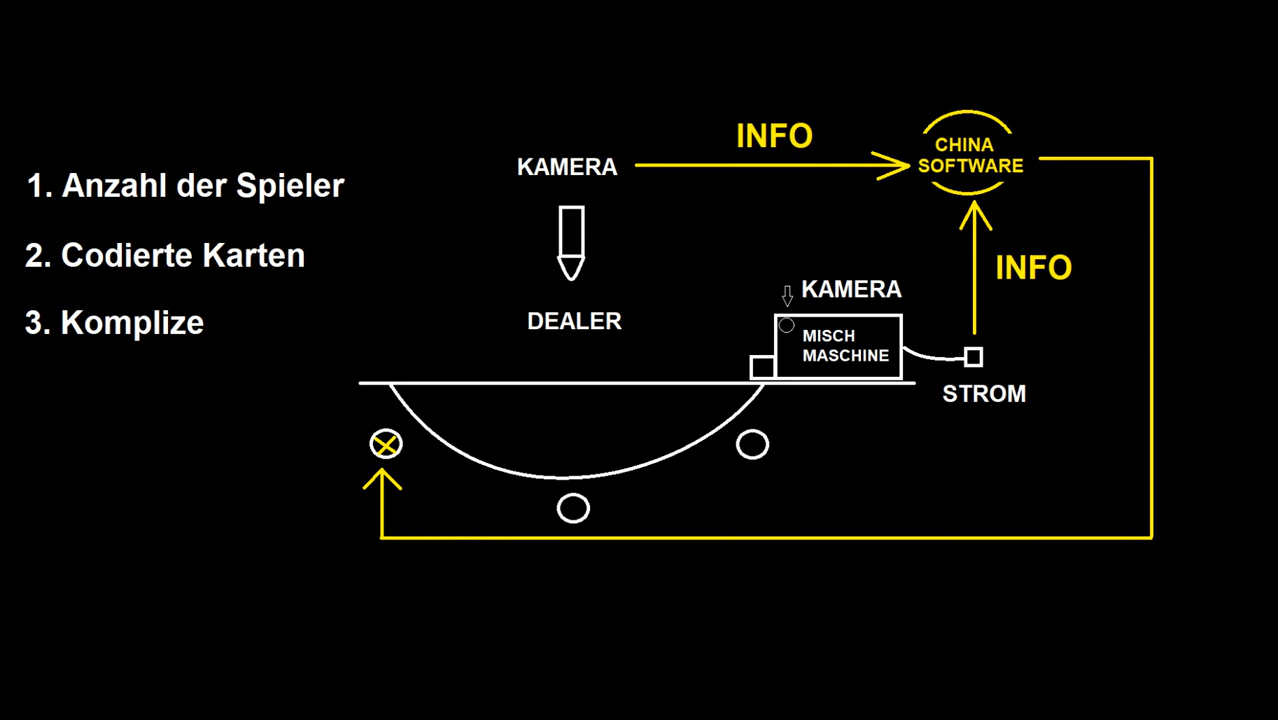 INFO
KAMERA
CHINA
SOFTWARE
1. Anzahl der Spieler
2. Codierte Karten
INFO
KAMERA
3. Komplize
DEALER
MISCH
MASCHINE
STROM